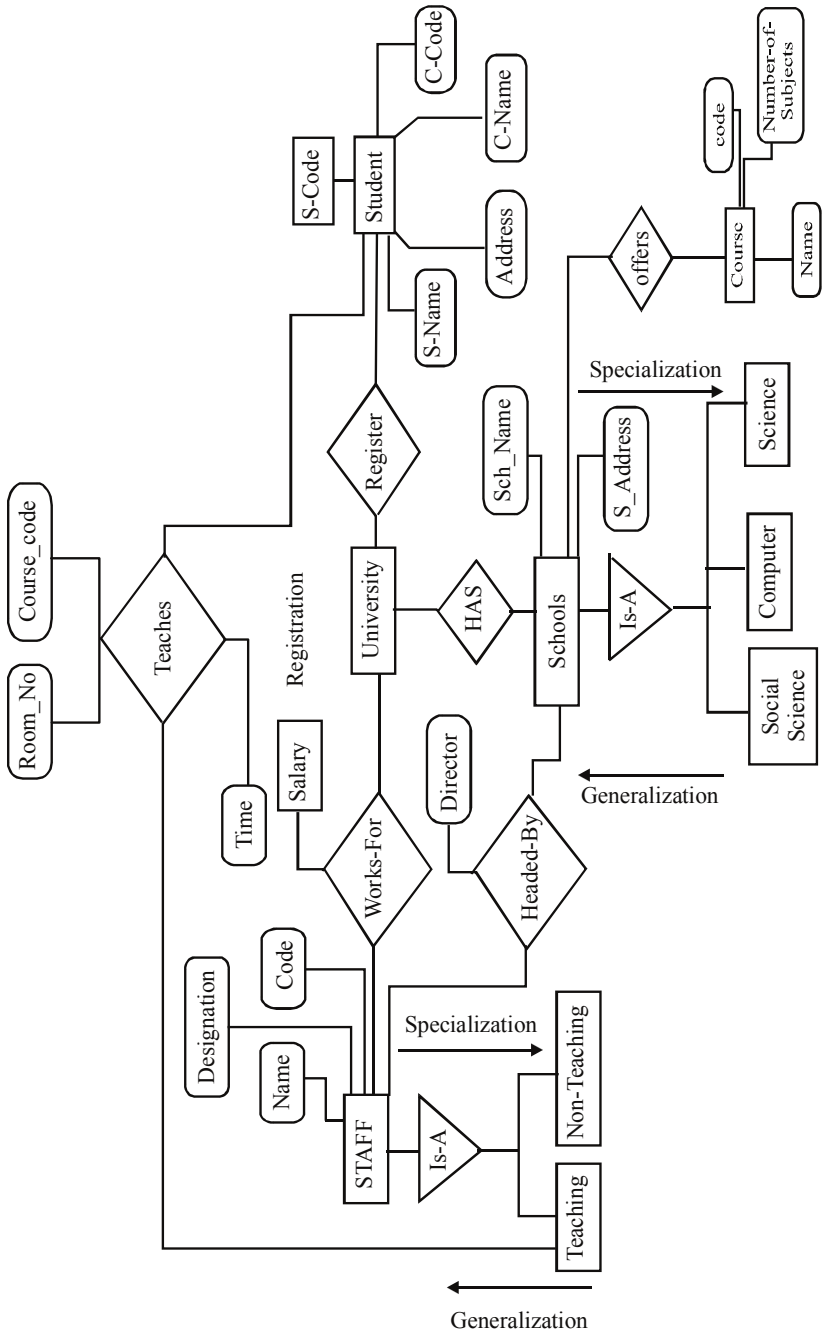 Room_No
Course_code
Teaches
Time
Registration
S-Code
Student
C-Code
C-Name
Address
S-Name
Register
University
Salary
Works-For
Designation
Code
Name
STAFF
Is-A
Specialization
Teaching
Non-Teaching
Generalization
HAS
Director
Headed-By
Schools
Sch_Name
S_Address
Is-A
Specialization
Generalization
Social
Science
Computer
Science
offers
Course
code
Number-of-
Subjects
Name